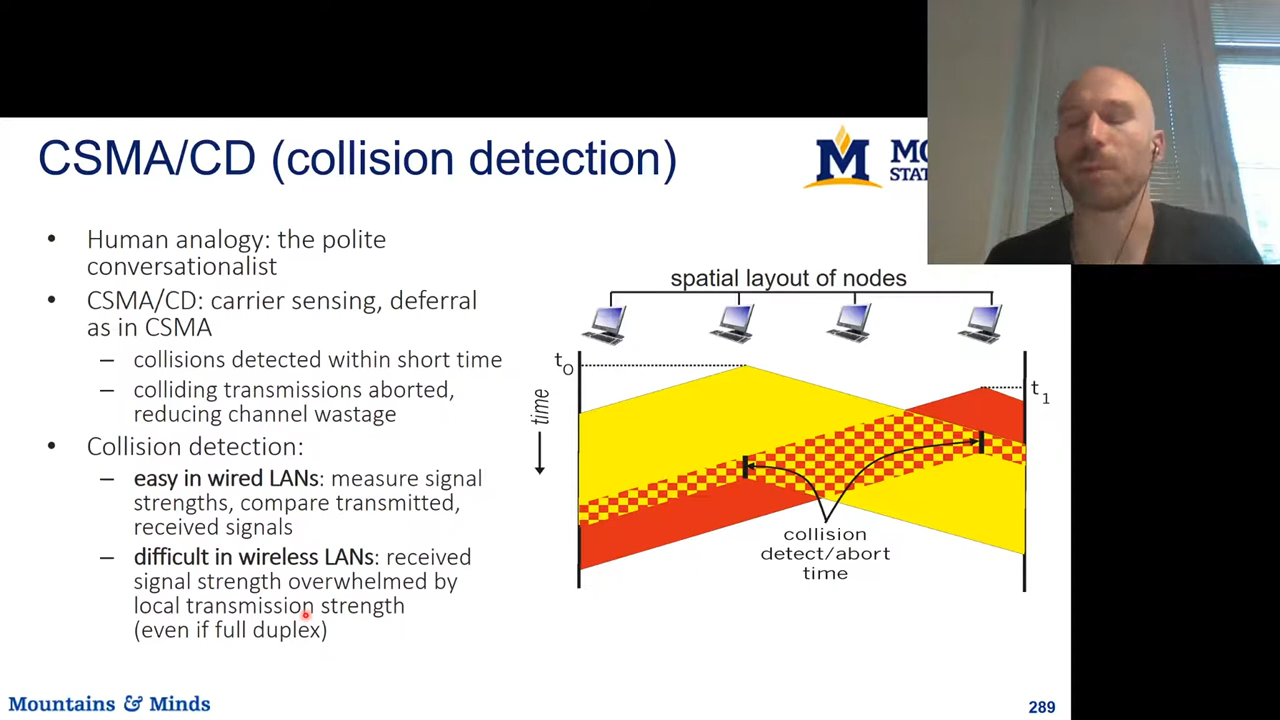 CSMA/CD (collision detection)
M
STAT
• Human analogy: the polite
conversationalist
• CSMA/CD: carrier sensing, deferral
as in CSMA
– collisions detected within short time
– colliding transmissions aborted,
reducing channel wastage
• Collision detection:
– easy in wired LANs: measure signal
strengths, compare transmitted,
received signals
– difficult in wireless LANs: received
signal strength overwhelmed by
local transmission strength
(even if full duplex)
spatial layout of nodes
t0
t1
time
collision
detect/abort
time
Mountains & Minds
289